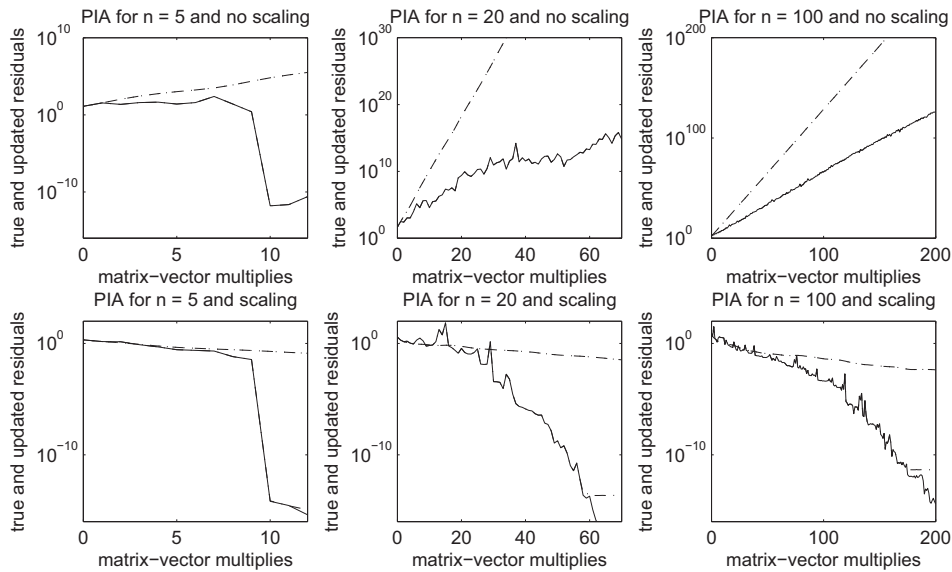 PIA for n = 5 and no scaling
10^10
10^0
10^−10
0 5 10
true and updated residuals
matrix−vector multiplies
PIA for n = 20 and no scaling
10^30
10^20
10^10
10^0
0 20 40 60
true and updated residuals
matrix−vector multiplies
PIA for n = 100 and no scaling
10^200
10^100
10^0
0 100 200
true and updated residuals
matrix−vector multiplies
PIA for n = 5 and scaling
10^0
10^−10
0 5 10
true and updated residuals
matrix−vector multiplies
PIA for n = 20 and scaling
10^0
10^−10
0 20 40 60
true and updated residuals
matrix−vector multiplies
PIA for n = 100 and scaling
10^0
10^−10
0 100 200
true and updated residuals
matrix−vector multiplies